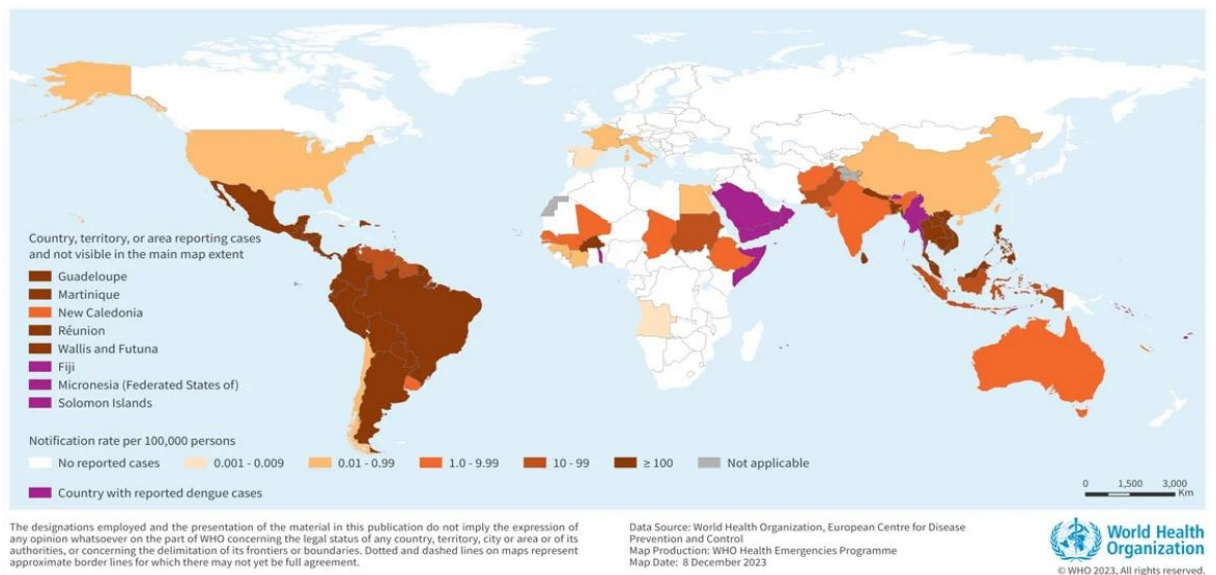 Country, territory, or area reporting cases
and not visible in the main map extent
Guadeloupe
Martinique
New Caledonia
Réunion
Wallis and Futuna
Fiji
Micronesia (Federated States of)
Solomon Islands
Notification rate per 100,000 persons
No reported cases
0.001 - 0.009
0.01 - 0.99
1.0 - 9.99
10 - 99
≥ 100
Not applicable
Country with reported dengue cases
0 1,500 3,000
Km
The designations employed and the presentation of the material in this publication do not imply the expression of
any opinion whatsoever on the part of WHO concerning the legal status of any country, territory, city or area or of its
authorities, or concerning the delimitation of its frontiers or boundaries. Dotted and dashed lines on maps represent
approximate border lines for which there may not yet be full agreement.
Data Source: World Health Organization, European Centre for Disease
Prevention and Control
Map Production: WHO Health Emergencies Programme
Map Date: 8 December 2023
World Health
Organization
© WHO 2023, All rights reserved.